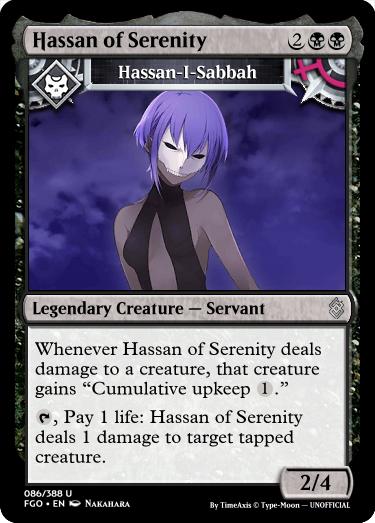 Hassan of Serenity 2
Hassan-I-Sabbah
Legendary Creature — Servant
Whenever Hassan of Serenity deals
damage to a creature, that creature
gains “Cumulative upkeep 1.”
, Pay 1 life: Hassan of Serenity
deals 1 damage to target tapped
creature.
2/4
086/388 U
FGO • EN Nakahara
By TimeAxis © Type-Moon — UNOFFICIAL